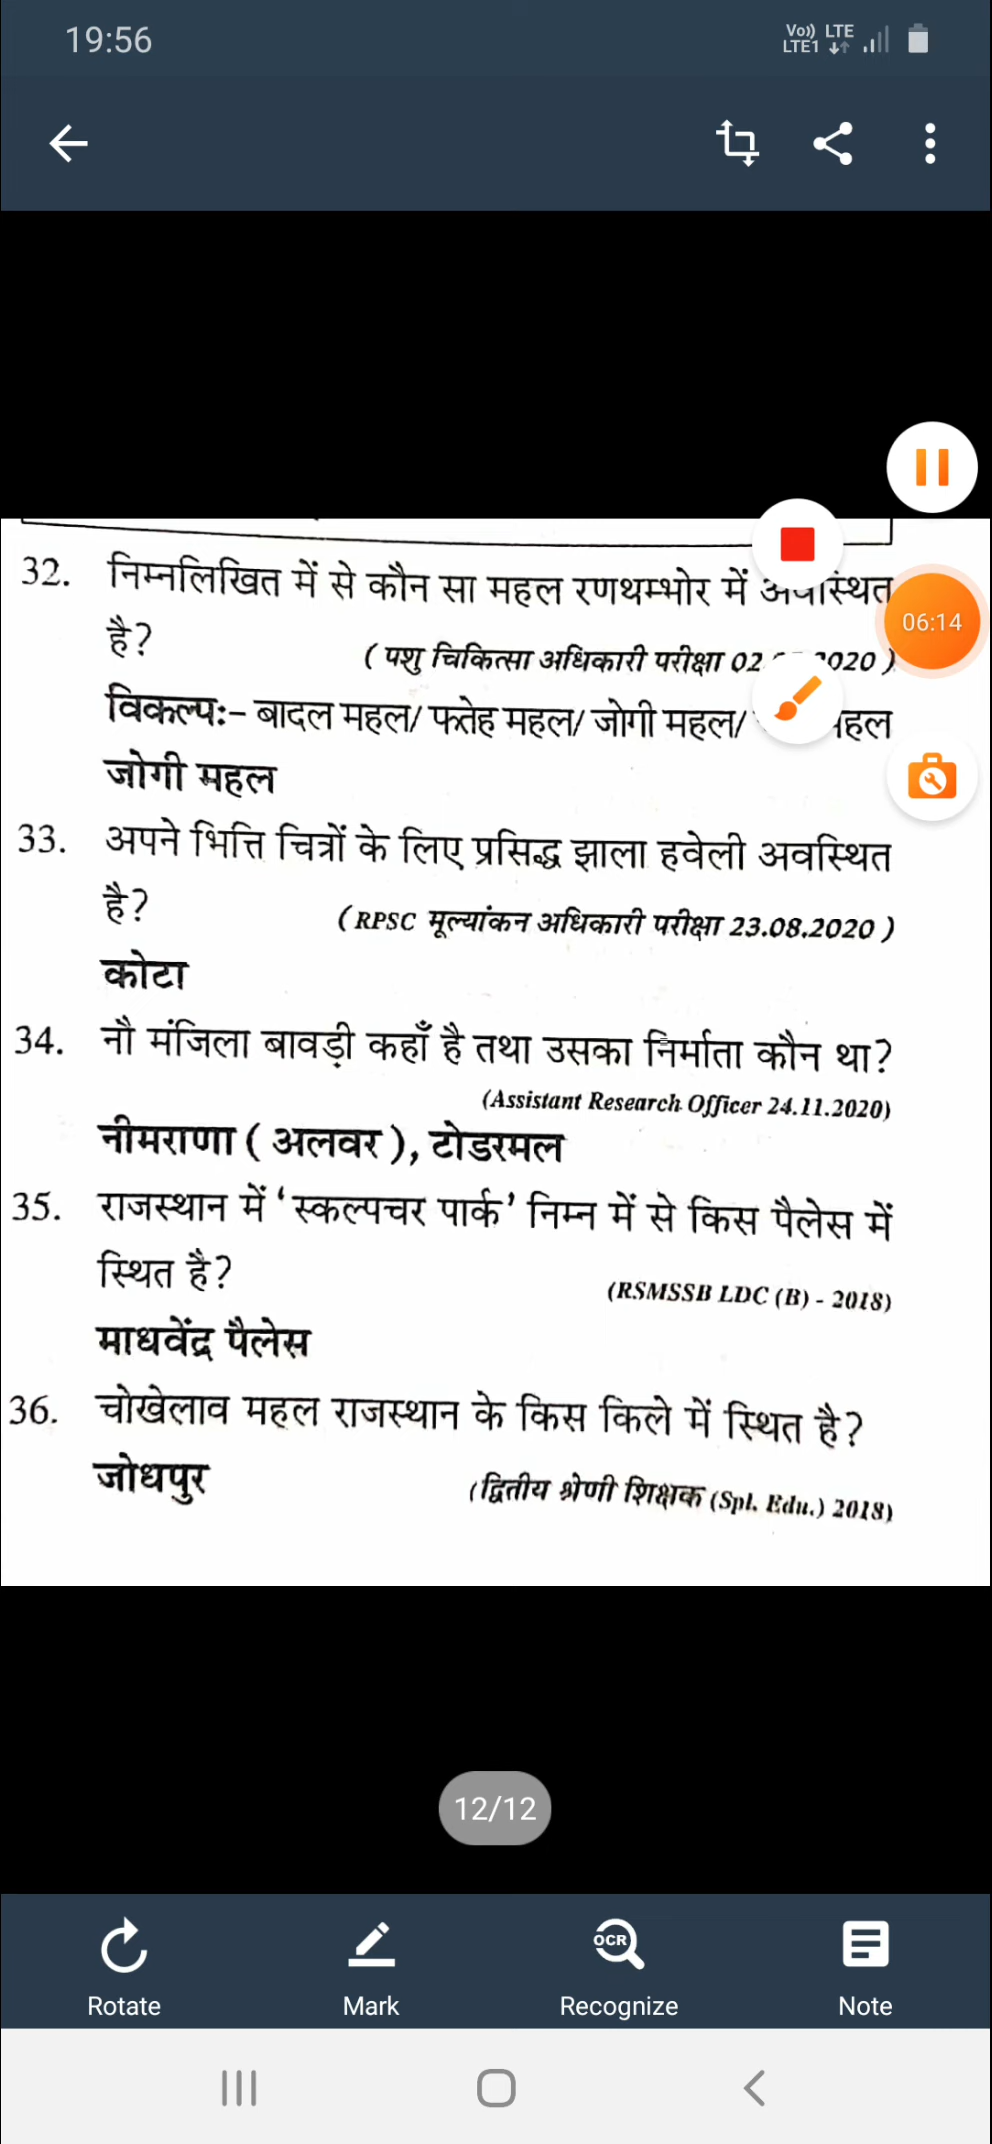 19:56
Vo)) LTE
LTE1
32. निम्नलिखित में से कौन सा महल रणथम्भोर में
है?
( पशु चिकित्सा अधिकारी परीक्षा 02
विकल्पः- बादल महल/ फतेह महल/ जोगी महल/
जोगी महल
06:14
33. अपने भित्ति चित्रों के लिए प्रसिद्ध झाला हवेली अवस्थित
है?
( RPSC मूल्यांकन अधिकारी परीक्षा 23.08.2020 )
कोटा
34. नौ मंजिला बावड़ी कहाँ है तथा उसका निर्माता कौन था?
(Assistant Research Officer 24.11.2020)
नीमराणा ( अलवर ), टोडरमल
35. राजस्थान में ‘स्कल्पचर पार्क’ निम्न में से किस पैलेस में
स्थित है?
(RSMSSB LDC (B) - 2018)
माधवेंद्र पैलेस
36. चोखेलाव महल राजस्थान के किस किले में स्थित है?
जोधपुर
(द्वितीय श्रेणी शिक्षक (Spl. Edu.) 2018)
12/12
OCR
Rotate Mark Recognize Note